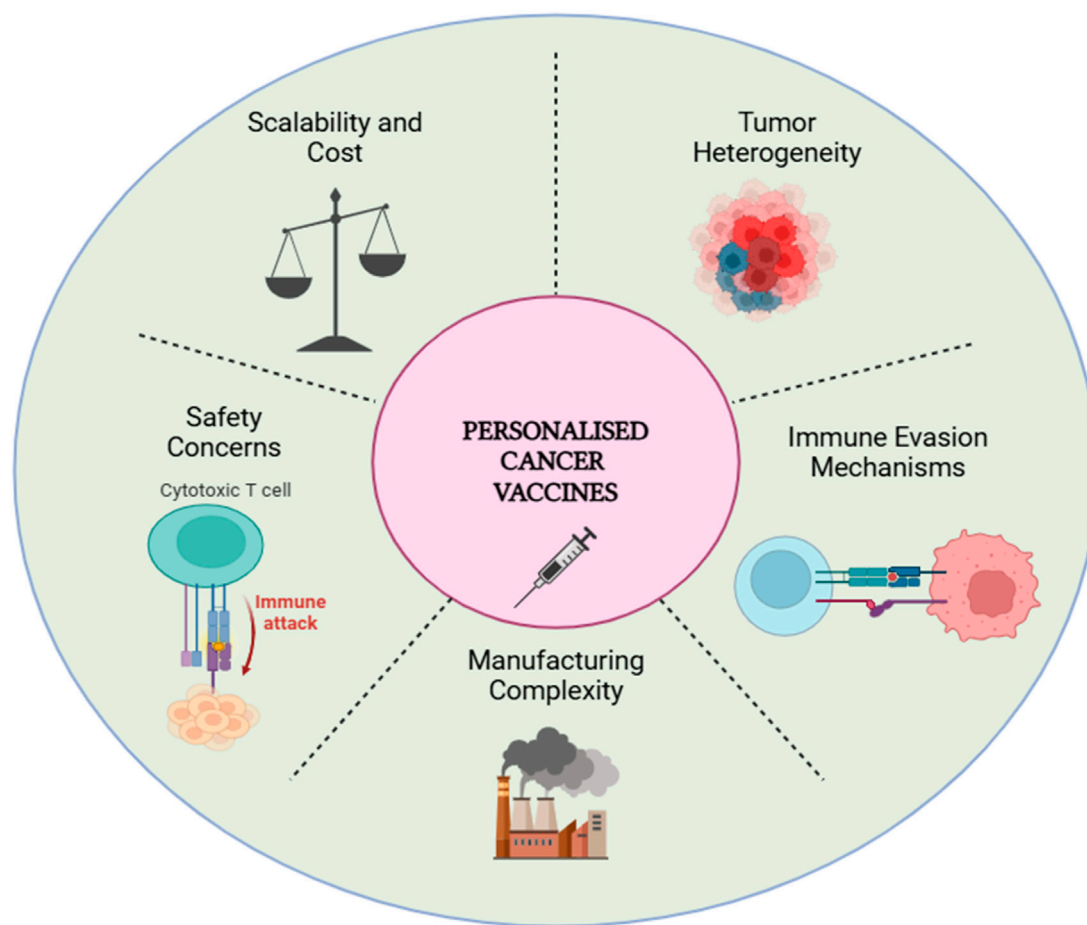 Scalability and
Cost
Tumor
Heterogeneity
Safety
Concerns
Cytotoxic T cell
Immune
attack
PERSONALISED
CANCER
VACCINES
Immune Evasion
Mechanisms
Manufacturing
Complexity